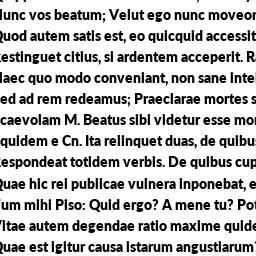 Nunc vos beatum; Velut ego nunc moveor
Quod autem satis est, eo quicquid accessit
Restinguet citius, si ardentem acceperit.
Haec quo modo conveniant, non sane inte
Sed ad rem redeamus; Praeclarae mortes s
Scaevolam M. Beatus sibi videtur esse mor
equidem e Cn. Ita relinquet duas, de quibus
Respondeat totidem verbis. De quibus cup
Quae hic rei publicae vulnera inponebat, e
Tum mihi Piso: Quid ergo? A mene tu? Pot
Vitae autem degendae ratio maxime quide
Quae est igitur causa istarum angustiarum?